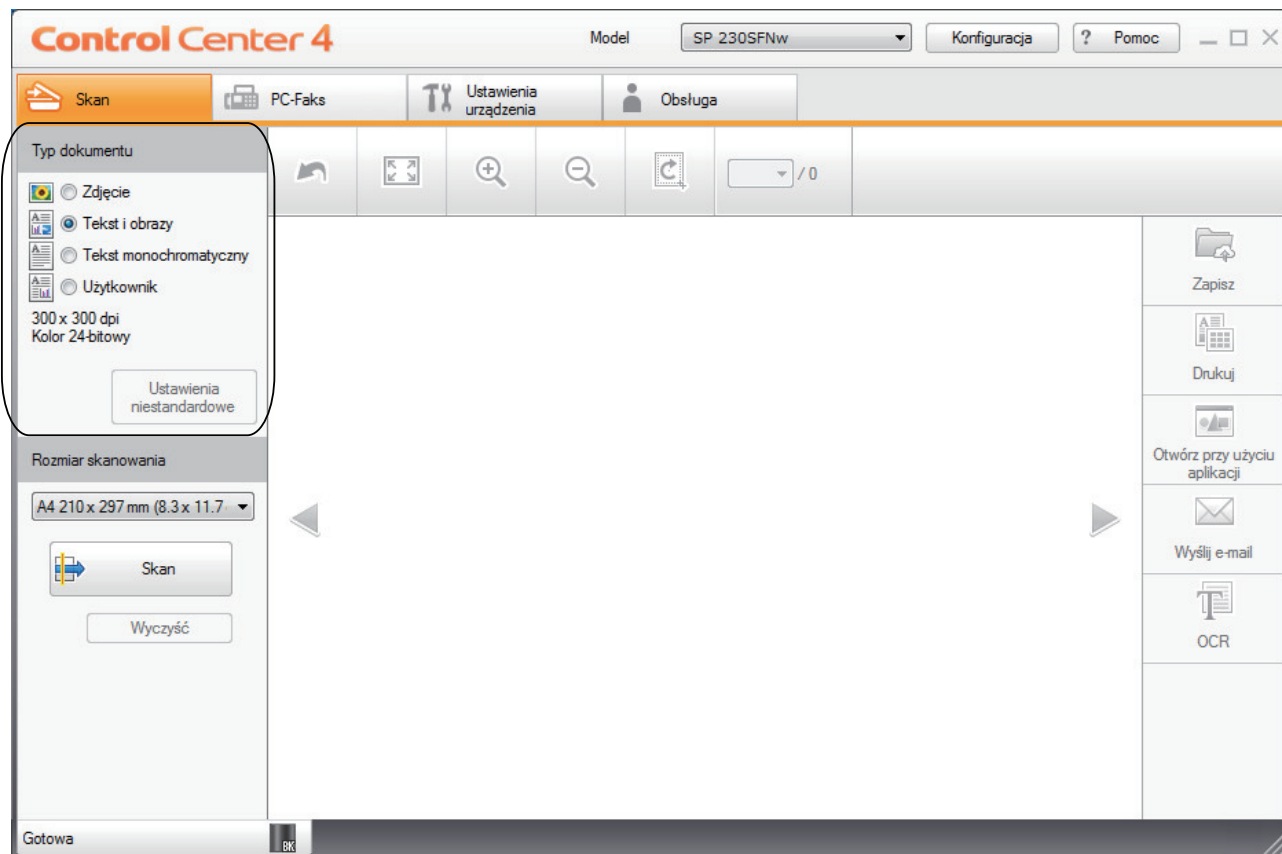 Control Center 4
Model
SP 230SFNw
Konfiguracja
? Pomoc
Skan
PC-Faks
Ustawienia
urządzenia
Obsługa
Typ dokumentu
Zdjęcie
Tekst i obrazy
Tekst monochromatyczny
Użytkownik
300 x 300 dpi
Kolor 24-bitowy
Ustawienia
niestandardowe
/ 0
Rozmiar skanowania
A4 210 x 297 mm (8.3 x 11.7
Skan
Wyczyść
Zapisz
Drukuj
Otwórz przy użyciu
aplikacji
Wyślij e-mail
OCR
Gotowa
BK